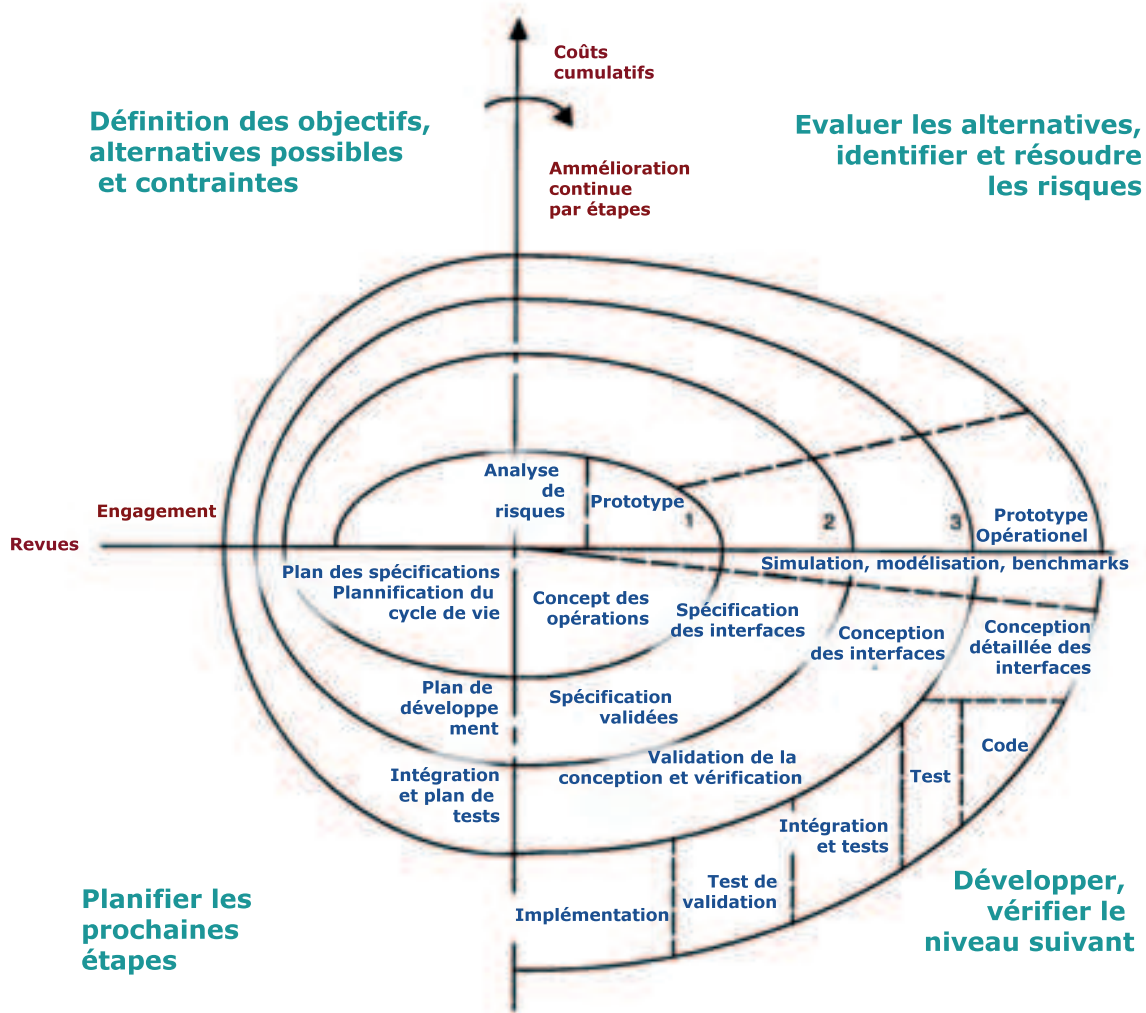 Coûts
cumulatifs
Définition des objectifs,
alternatives possibles
et contraintes
Evaluer les alternatives,
identifier et résoudre
les risques
Ammélioration
continue
par étapes
Analyse
de
risques
Prototype
1
2
3
Prototype
Opérationel
Engagement
Revues
Simulation, modélisation, benchmarks
Plan des spécifications
Plannification du
cycle de vie
Concept des
opérations
Spécification
des interfaces
Conception
des interfaces
Conception
détaillée des
interfaces
Plan de
développe
ment
Spécification
validées
Validation de la
conception et vérification
Code
Test
Intégration
et plan de
tests
Intégration
et tests
Test de
validation
Implémentation
Planifier les
prochaines
étapes
Développer,
vérifier le
niveau suivant